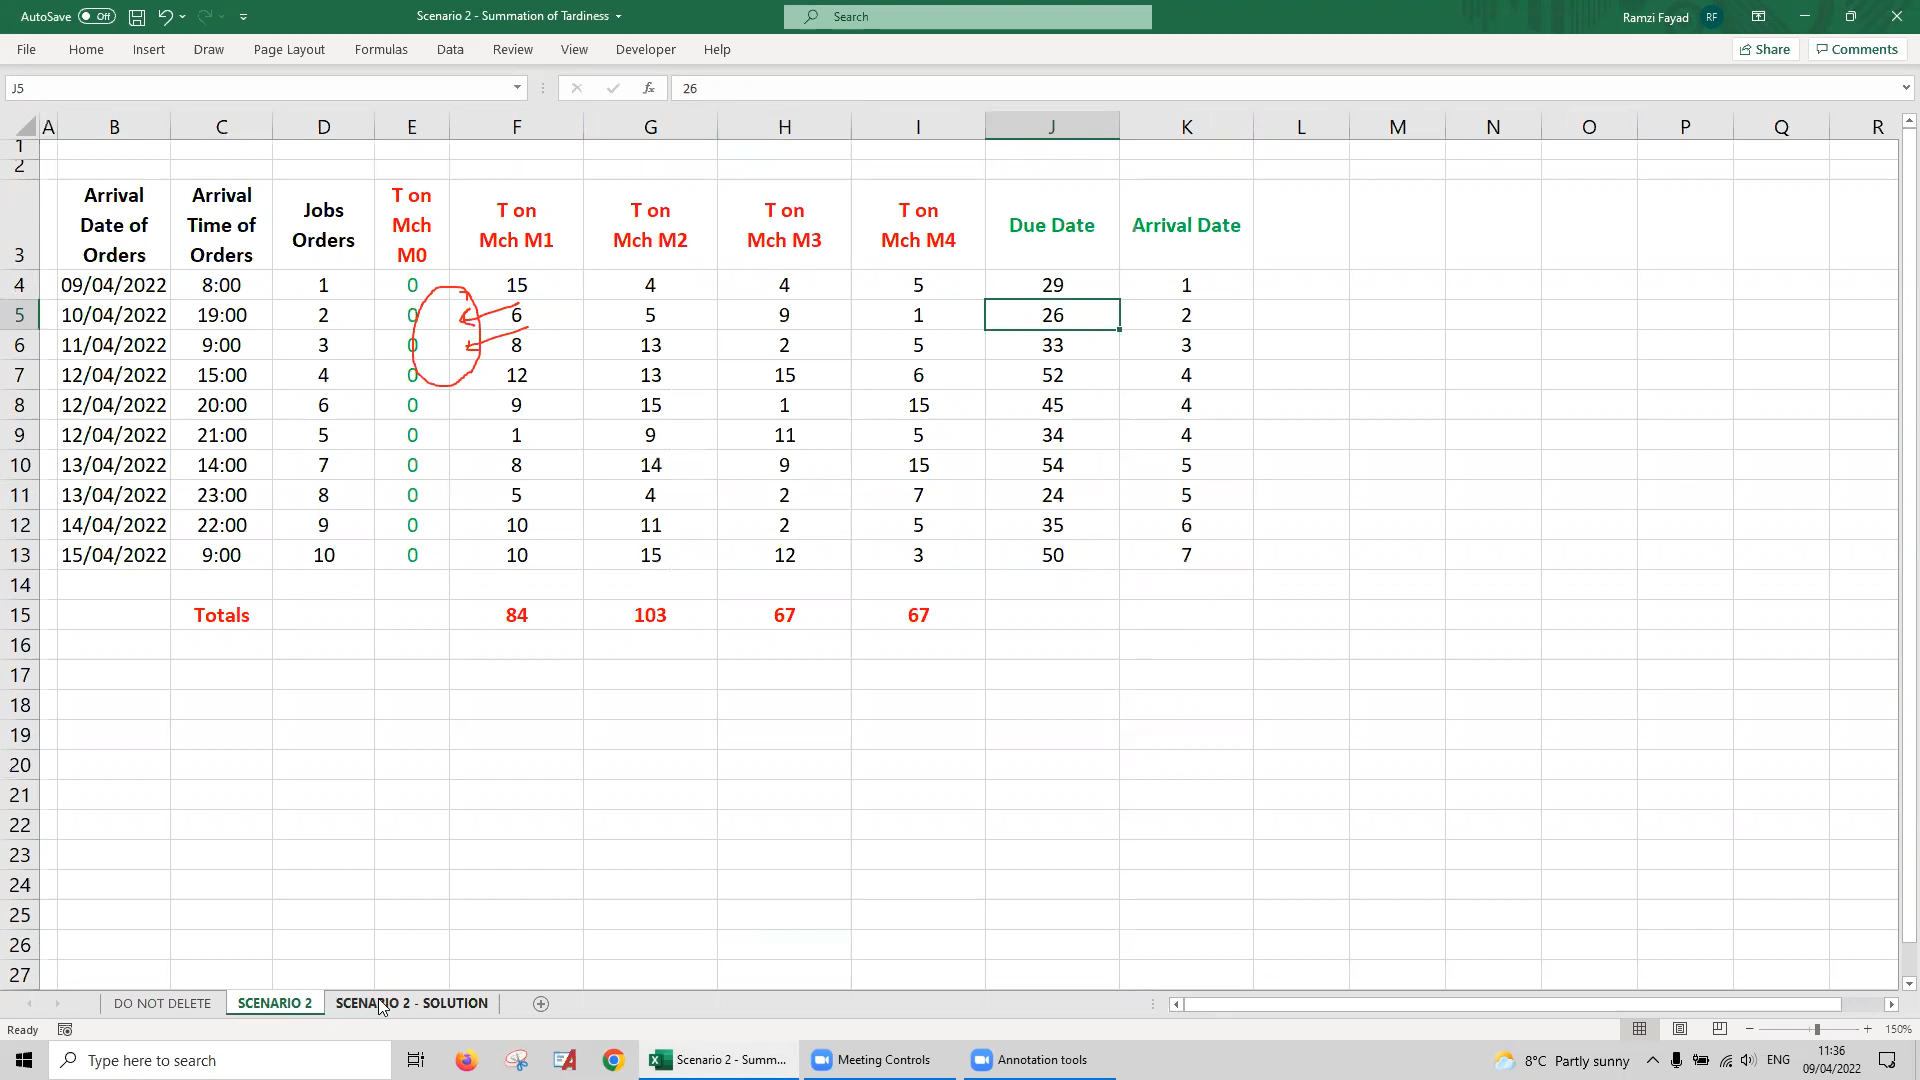 AutoSave Off Scenario 2 - Summation of Tardiness Search Ramzi Fayad RF
File Home Insert Draw Page Layout Formulas Data Review View Developer Help Share Comments
J5 fx 26
A B C D E F G H I J K L M N O P Q R
1
2
3 Arrival Date of Orders Arrival Time of Orders Jobs Orders T on Mch M0 T on Mch M1 T on Mch M2 T on Mch M3 T on Mch M4 Due Date Arrival Date
4 09/04/2022 8:00 1 0 15 4 4 5 29 1
5 10/04/2022 19:00 2 0 6 5 9 1 26 2
6 11/04/2022 9:00 3 0 8 13 2 5 33 3
7 12/04/2022 15:00 4 0 12 13 15 6 52 4
8 12/04/2022 20:00 6 0 9 15 1 15 45 4
9 12/04/2022 21:00 5 0 1 9 11 5 34 4
10 13/04/2022 14:00 7 0 8 14 9 15 54 5
11 13/04/2022 23:00 8 0 5 4 2 7 24 5
12 14/04/2022 22:00 9 0 10 11 2 5 35 6
13 15/04/2022 9:00 10 0 10 15 12 3 50 7
14
15 Totals 84 103 67 67
16
17
18
19
20
21
22
23
24
25
26
27
DO NOT DELETE SCENARIO 2 SCENARIO 2 - SOLUTION
Ready 150%
Type here to search Scenario 2 - Summ... Meeting Controls Annotation tools 8°C Partly sunny ENG 11:36
09/04/2022